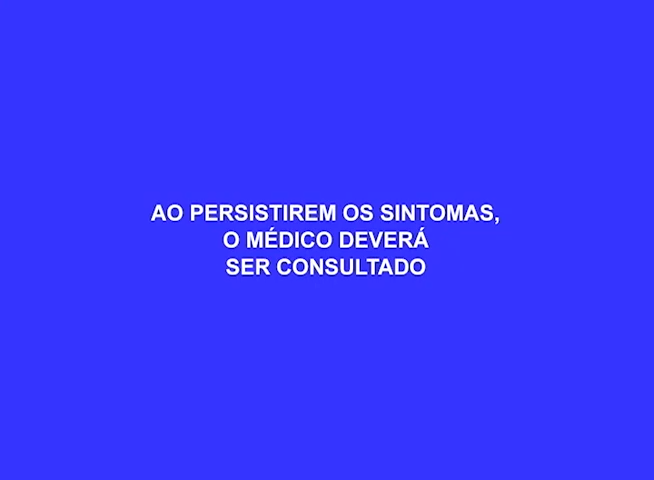 AO PERSISTIREM OS SINTOMAS,
O MÉDICO DEVERÁ
SER CONSULTADO